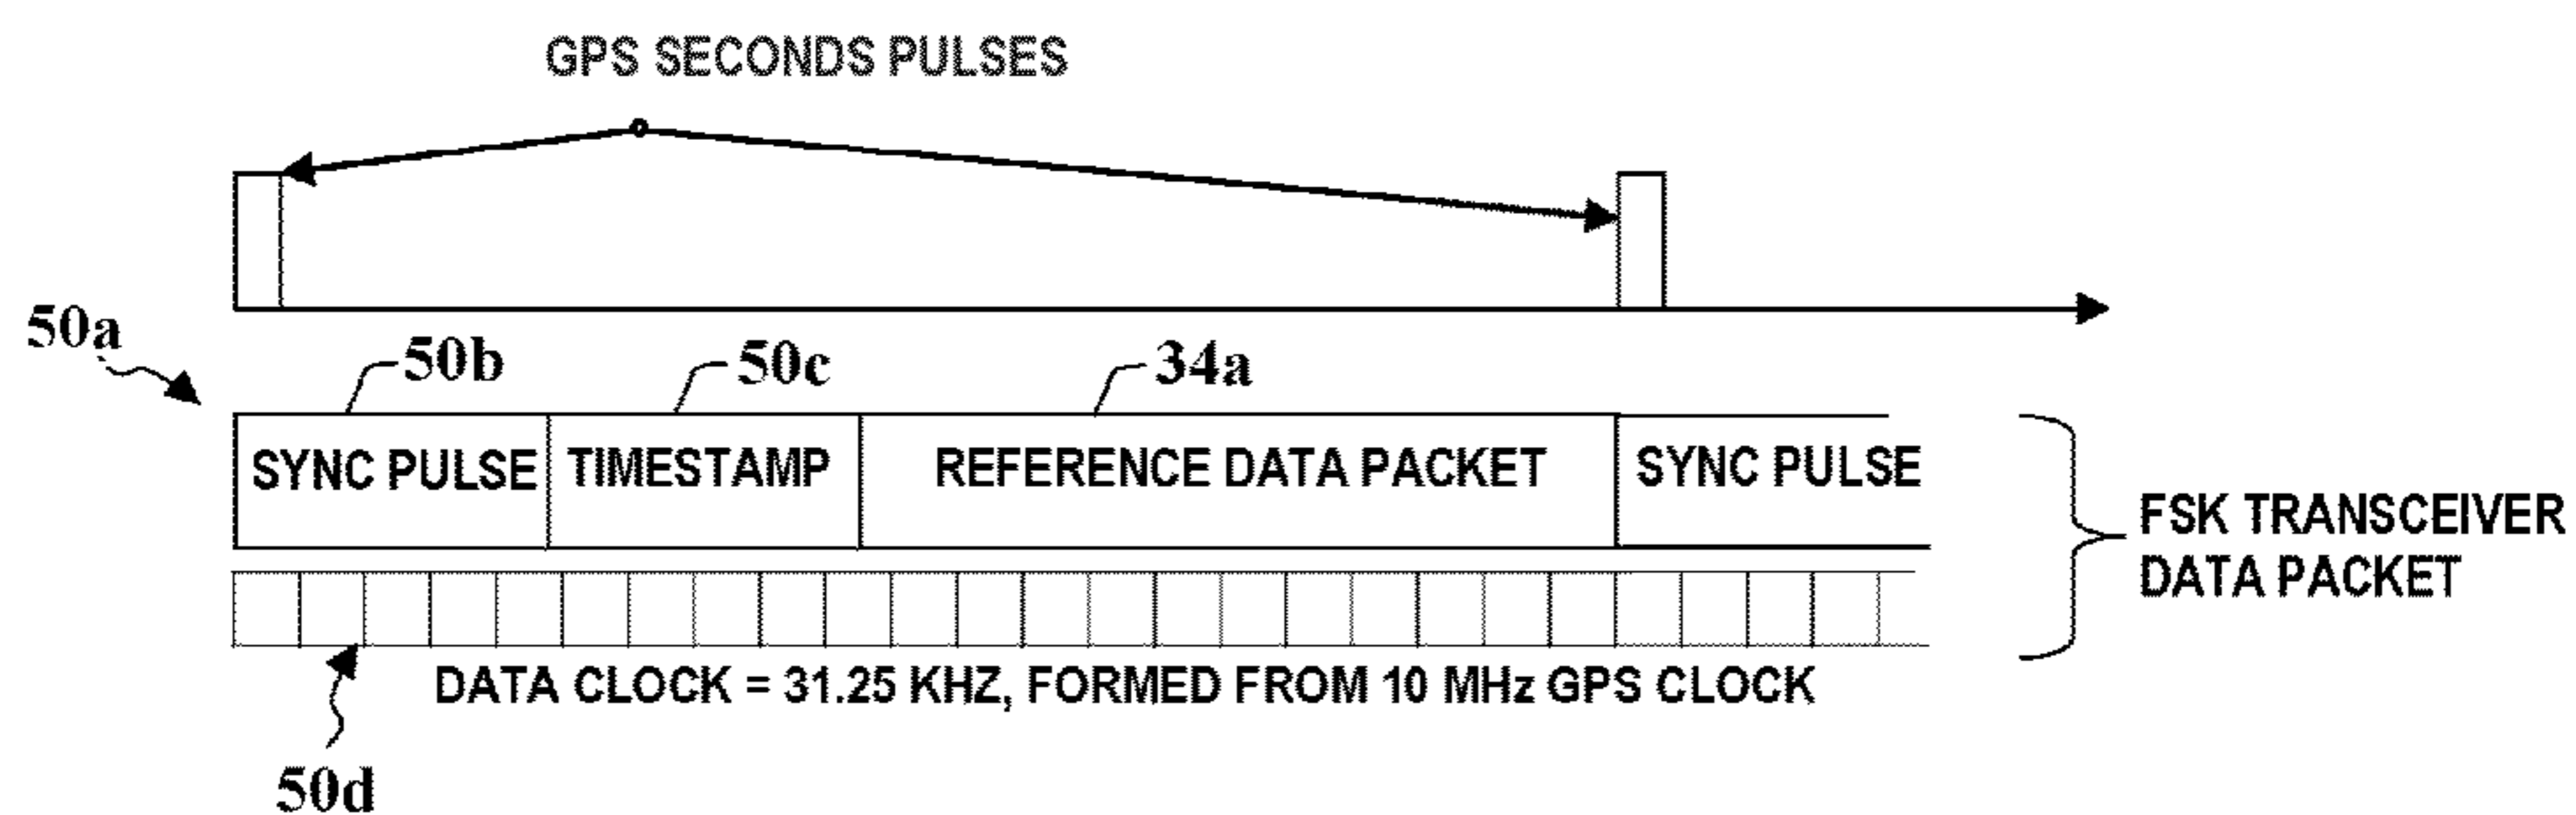 GPS SECONDS PULSES
50a
50b
50c
34a
SYNC PULSE
TIMESTAMP
REFERENCE DATA PACKET
SYNC PULSE
FSK TRANSCEIVER
DATA PACKET
DATA CLOCK = 31.25 KHZ, FORMED FROM 10 MHz GPS CLOCK
50d